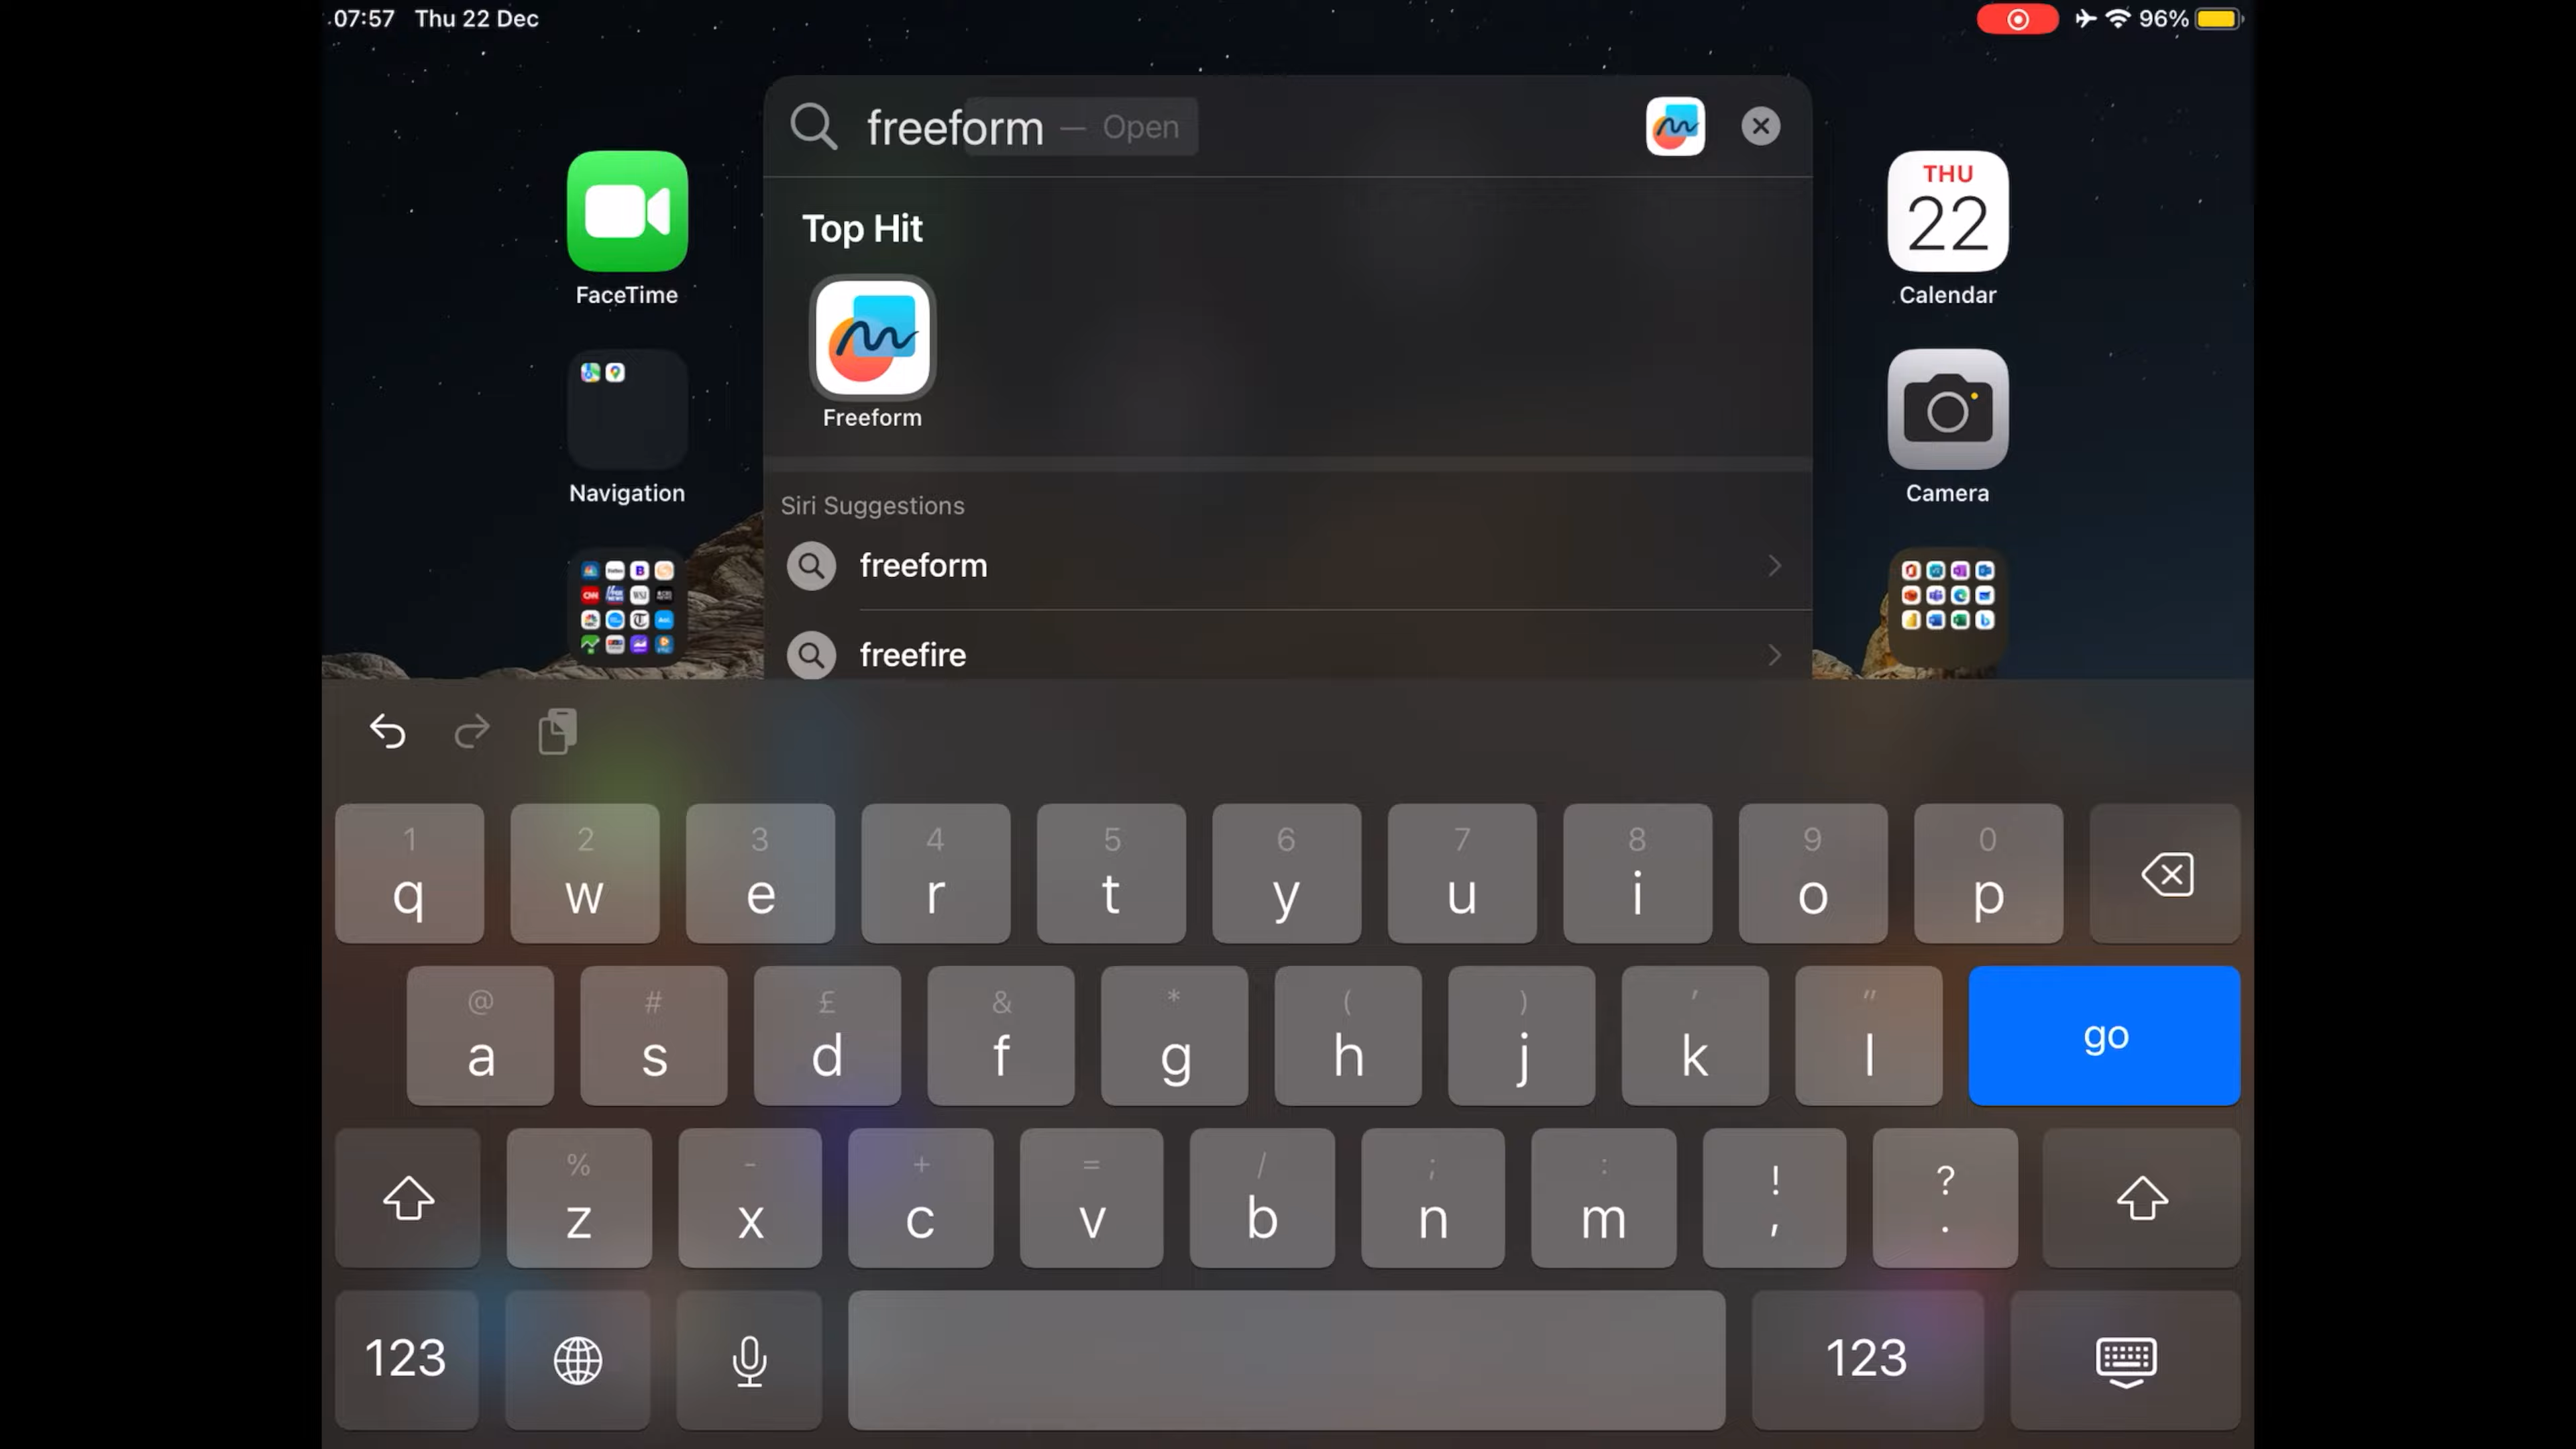 07:57 Thu 22 Dec
96%
freeform — Open
THU
22
FaceTime
Calendar
Top Hit
Freeform
Navigation
Camera
Siri Suggestions
freeform
freefire
1 2 3 4 5 6 7 8 9 0
q w e r t y u i o p
@ # £ & * ( ) ' "
a s d f g h j k l go
% - + = / ; : ! ?
z x c v b n m , .
123 123